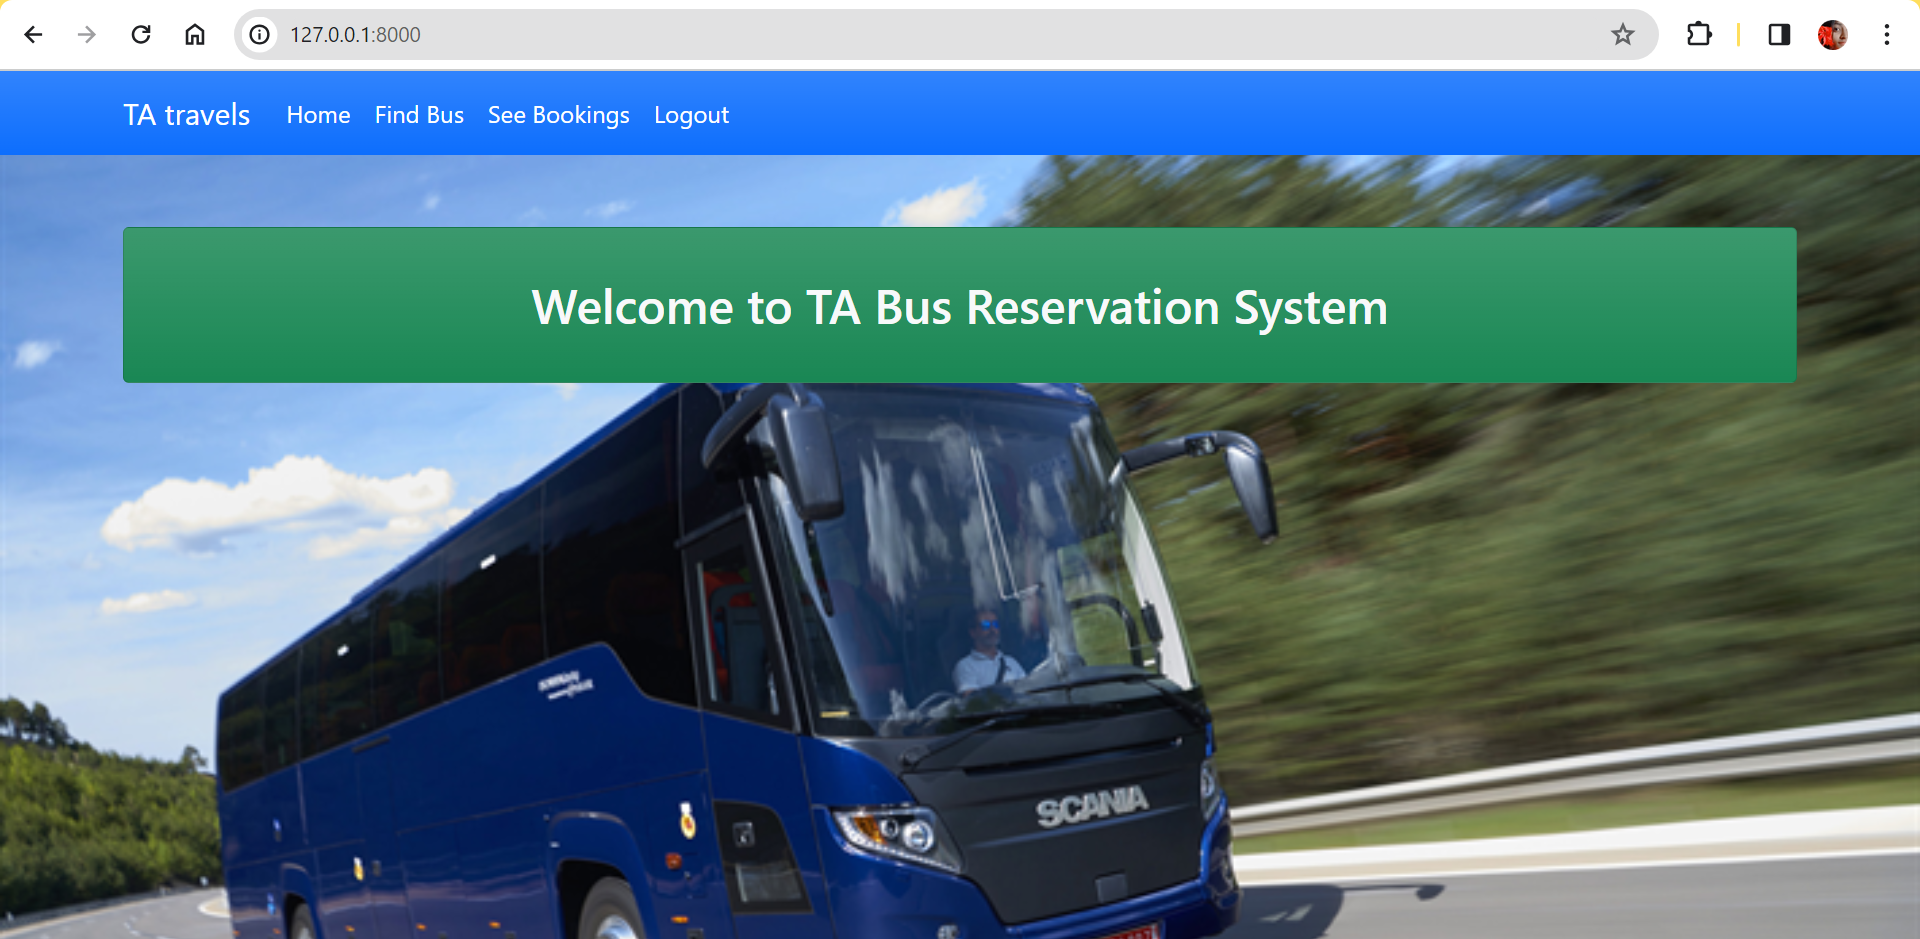 127.0.0.1:8000
TA travels Home Find Bus See Bookings Logout
Welcome to TA Bus Reservation System
SCANIA